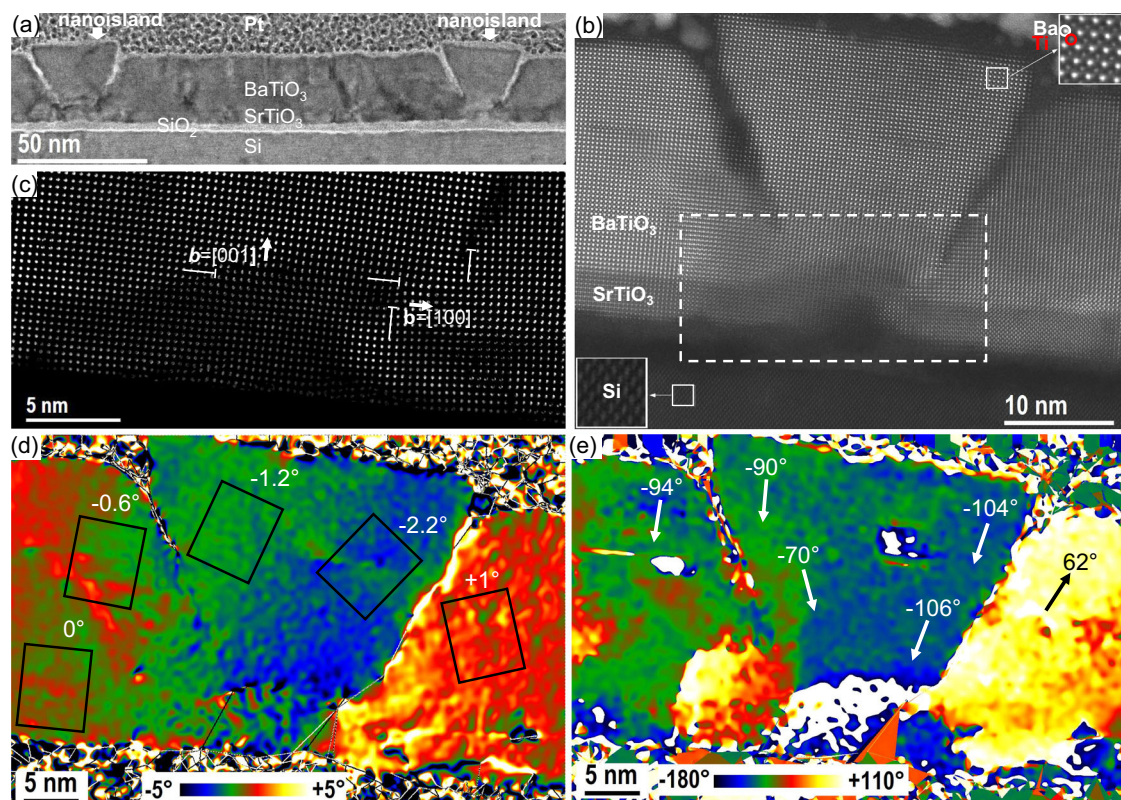 (a)
nanoisland
Pt
nanoisland
BaTiO3
SrTiO3
SiO2
Si
50 nm
(b)
Bao
Ti
BaTiO3
SrTiO3
Si
10 nm
(c)
b=[001]
b=[100]
5 nm
(d)
-0.6°
-1.2°
-2.2°
+1°
0°
5 nm
-5°
+5°
(e)
-94°
-90°
-104°
-70°
62°
-106°
5 nm
-180°
+110°